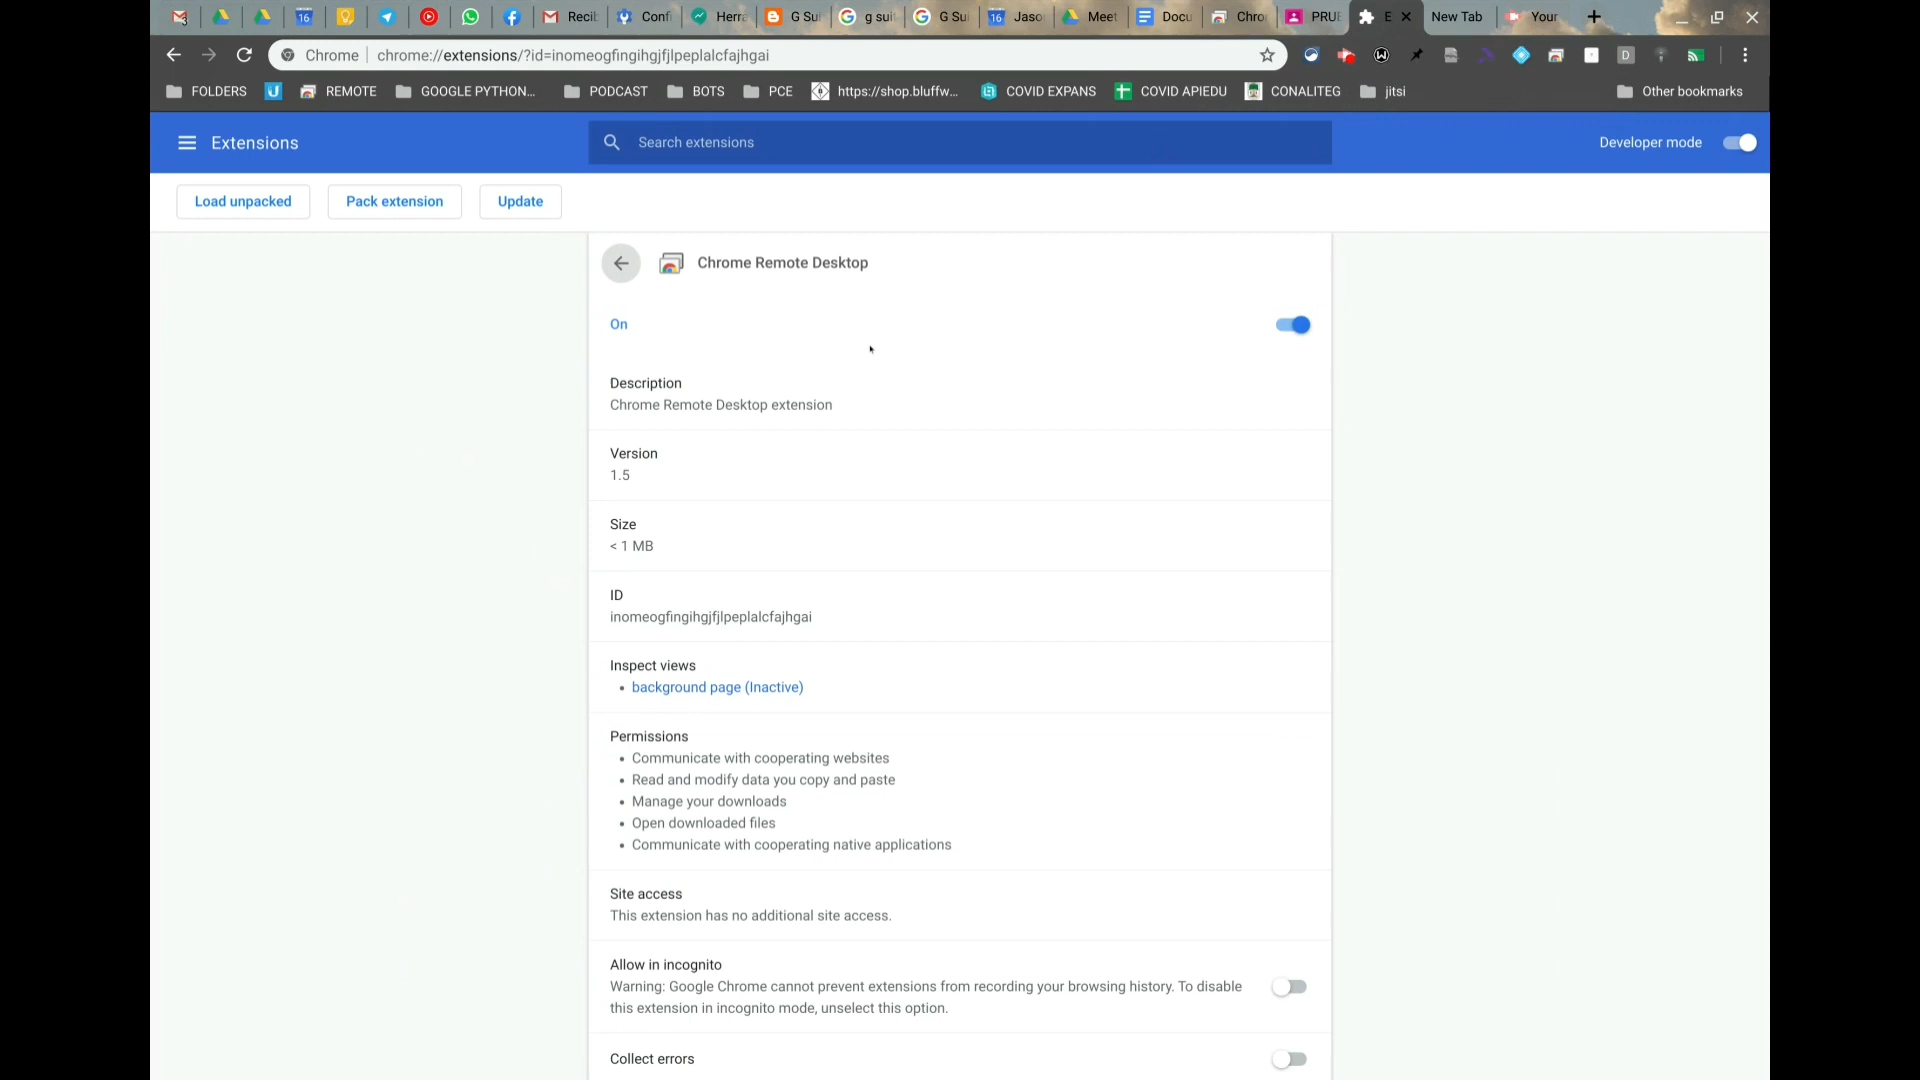 Recil
Confi
Herra
G Sui
g suit
G Sui
Jaso
Meet
Docu
Chro
PRUE
E
New Tab
Your
Chrome
chrome://extensions/?id=inomeogfingihgjfjlpeplalcfajhgai
FOLDERS
REMOTE
GOOGLE PYTHON...
PODCAST
BOTS
PCE
https://shop.bluffw...
COVID EXPANS
COVID APIEDU
CONALITEG
jitsi
Other bookmarks
Extensions
Search extensions
Developer mode
Load unpacked
Pack extension
Update
Chrome Remote Desktop
On
Description
Chrome Remote Desktop extension
Version
1.5
Size
< 1 MB
ID
inomeogfingihgjfjlpeplalcfajhgai
Inspect views
• background page (Inactive)
Permissions
• Communicate with cooperating websites
• Read and modify data you copy and paste
• Manage your downloads
• Open downloaded files
• Communicate with cooperating native applications
Site access
This extension has no additional site access.
Allow in incognito
Warning: Google Chrome cannot prevent extensions from recording your browsing history. To disable
this extension in incognito mode, unselect this option.
Collect errors